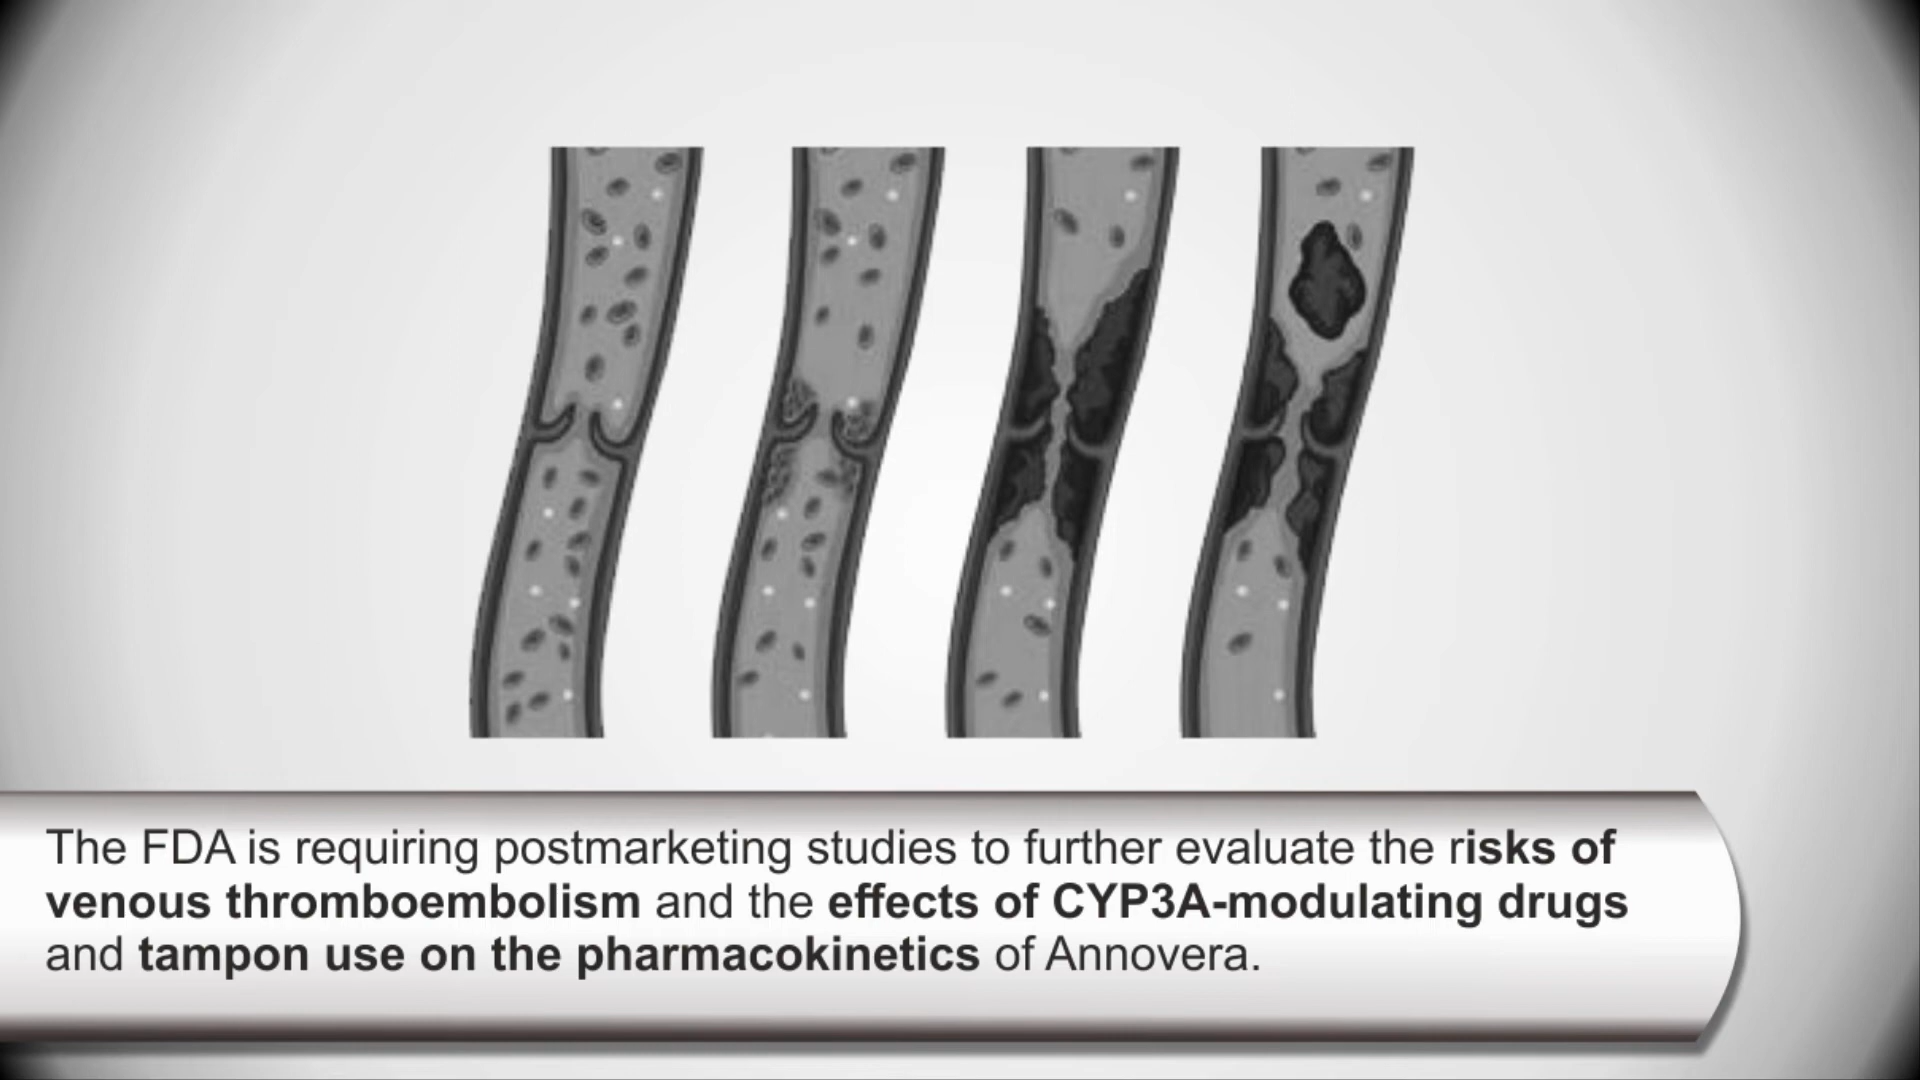 The FDA is requiring postmarketing studies to further evaluate the risks of
venous thromboembolism and the effects of CYP3A-modulating drugs
and tampon use on the pharmacokinetics of Annovera.